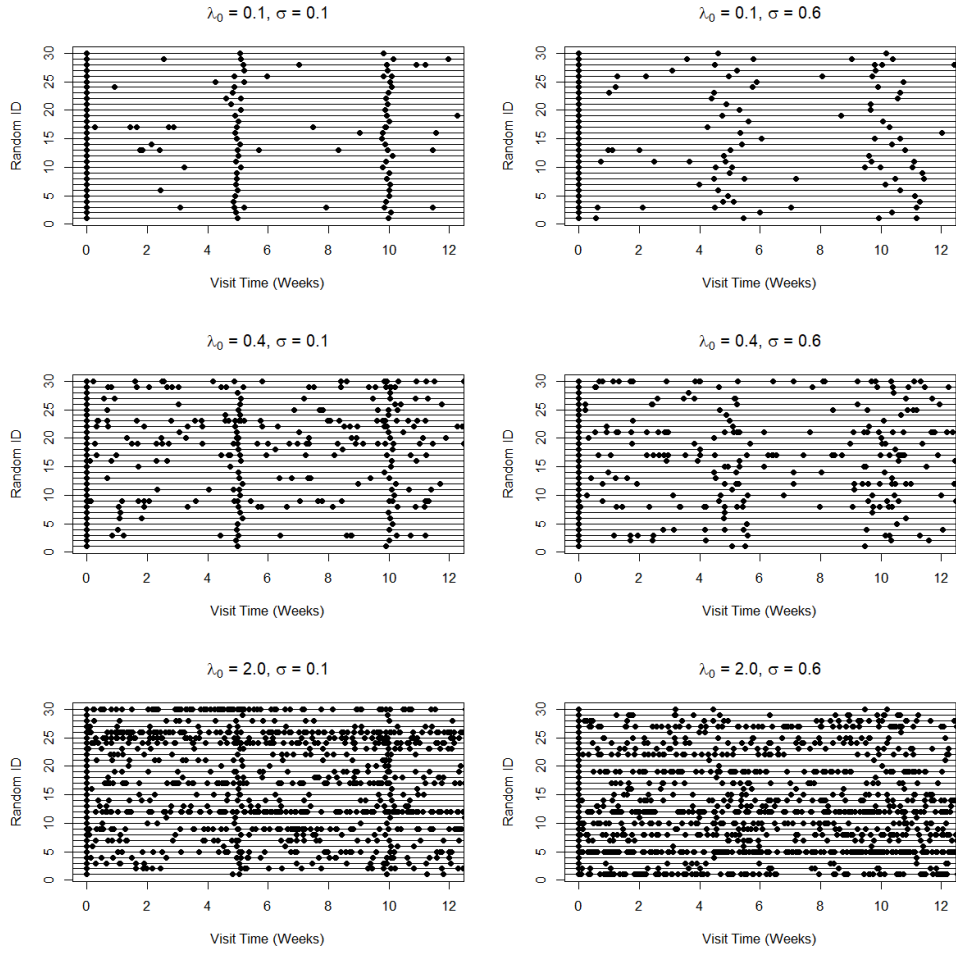 λ0 = 0.1, σ = 0.1
Random ID
30
25
20
15
10
5
0
0 2 4 6 8 10 12
Visit Time (Weeks)
λ0 = 0.1, σ = 0.6
Random ID
30
25
20
15
10
5
0
0 2 4 6 8 10 12
Visit Time (Weeks)
λ0 = 0.4, σ = 0.1
Random ID
30
25
20
15
10
5
0
0 2 4 6 8 10 12
Visit Time (Weeks)
λ0 = 0.4, σ = 0.6
Random ID
30
25
20
15
10
5
0
0 2 4 6 8 10 12
Visit Time (Weeks)
λ0 = 2.0, σ = 0.1
Random ID
30
25
20
15
10
5
0
0 2 4 6 8 10 12
Visit Time (Weeks)
λ0 = 2.0, σ = 0.6
Random ID
30
25
20
15
10
5
0
0 2 4 6 8 10 12
Visit Time (Weeks)